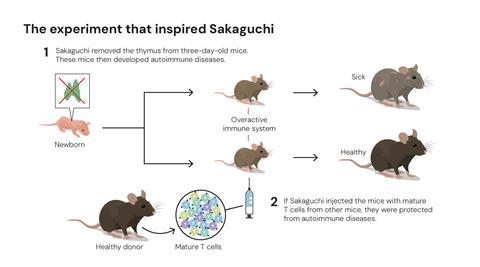 The experiment that inspired Sakaguchi
1 Sakaguchi removed the thymus from three-day-old mice.
These mice then developed autoimmune diseases.
Newborn
Overactive
immune system
Sick
Healthy
2 If Sakaguchi injected the mice with mature
T cells from other mice, they were protected
from autoimmune diseases.
Healthy donor
Mature T cells